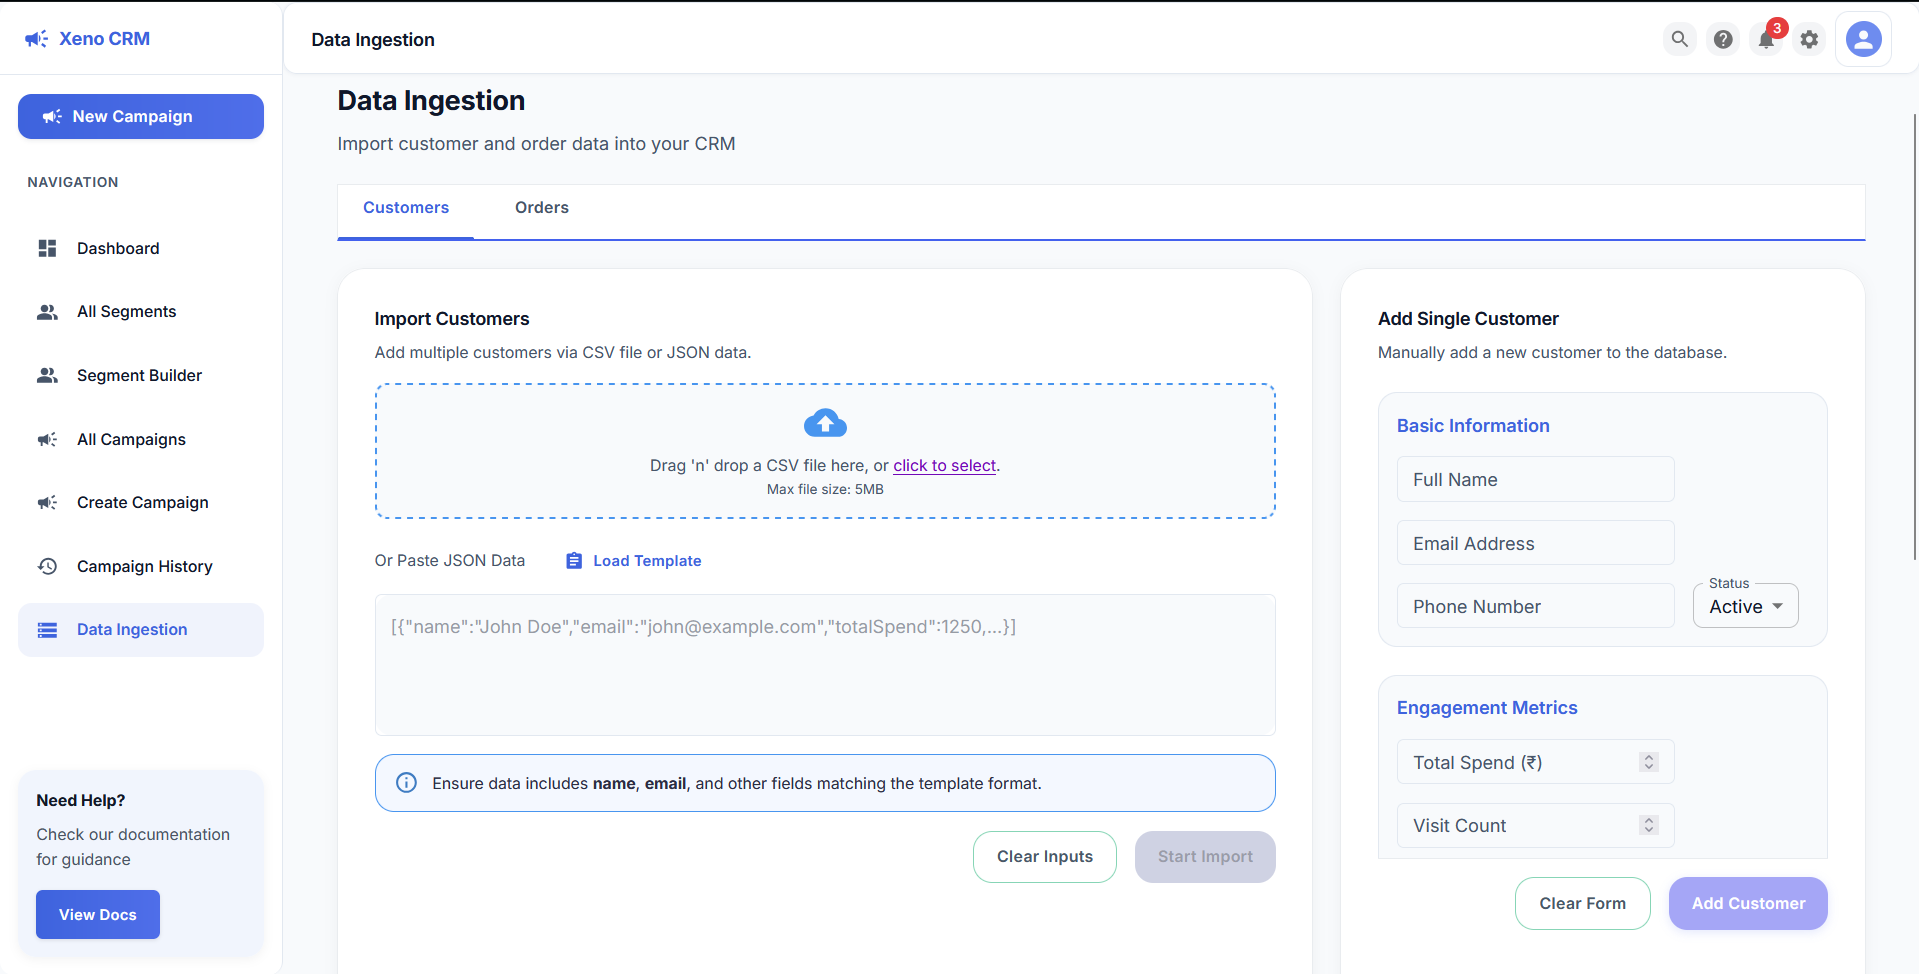 Xeno CRM
New Campaign
NAVIGATION
Dashboard
All Segments
Segment Builder
All Campaigns
Create Campaign
Campaign History
Data Ingestion
Need Help?
Check our documentation
for guidance
View Docs
Data Ingestion
3
Data Ingestion
Import customer and order data into your CRM
Customers
Orders
Import Customers
Add multiple customers via CSV file or JSON data.
Drag 'n' drop a CSV file here, or click to select.
Max file size: 5MB
Or Paste JSON Data
Load Template
[{"name":"John Doe","email":"john@example.com","totalSpend":1250,...}]
Ensure data includes name, email, and other fields matching the template format.
Clear Inputs
Start Import
Add Single Customer
Manually add a new customer to the database.
Basic Information
Full Name
Email Address
Phone Number
Status
Active
Engagement Metrics
Total Spend (₹)
Visit Count
Clear Form
Add Customer